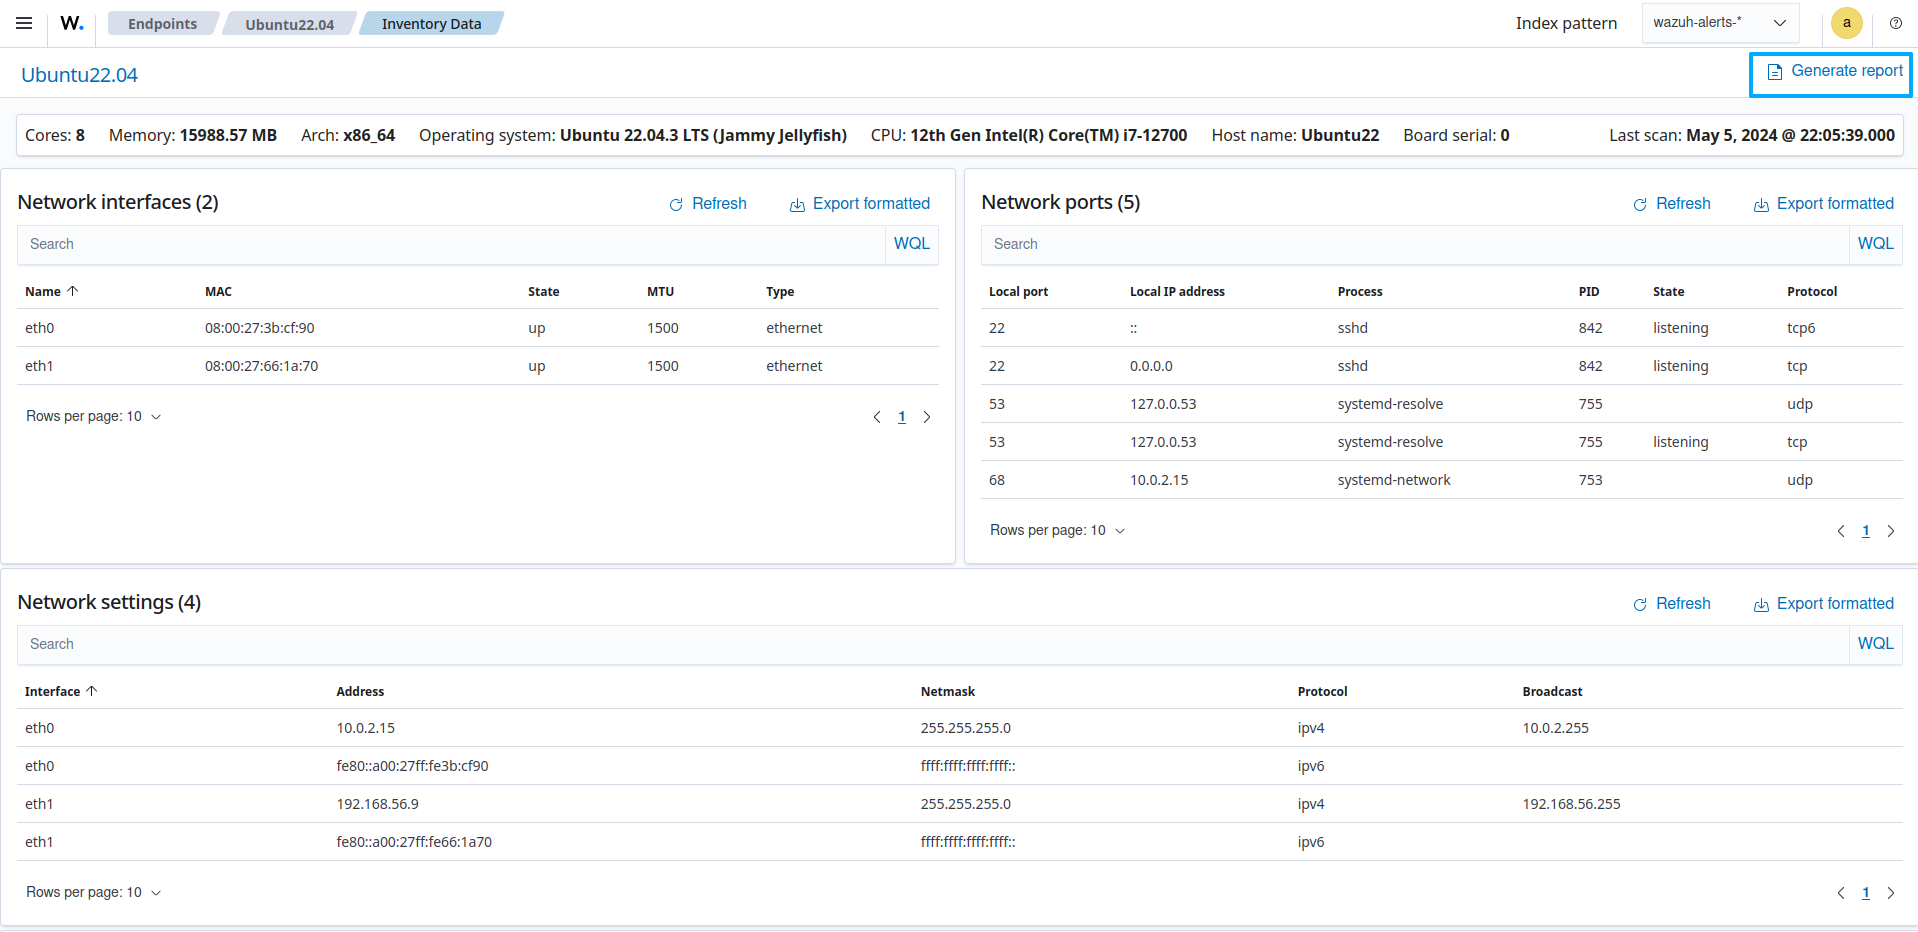 W. Endpoints Ubuntu22.04 Inventory Data Index pattern wazuh-alerts-* a
Ubuntu22.04 Generate report
Cores: 8 Memory: 15988.57 MB Arch: x86_64 Operating system: Ubuntu 22.04.3 LTS (Jammy Jellyfish) CPU: 12th Gen Intel(R) Core(TM) i7-12700 Host name: Ubuntu22 Board serial: 0 Last scan: May 5, 2024 @ 22:05:39.000
Network interfaces (2) Refresh Export formatted
Search WQL
Name MAC State MTU Type
eth0 08:00:27:3b:cf:90 up 1500 ethernet
eth1 08:00:27:66:1a:70 up 1500 ethernet
Rows per page: 10 1
Network ports (5) Refresh Export formatted
Search WQL
Local port Local IP address Process PID State Protocol
22 :: sshd 842 listening tcp6
22 0.0.0.0 sshd 842 listening tcp
53 127.0.0.53 systemd-resolve 755 udp
53 127.0.0.53 systemd-resolve 755 listening tcp
68 10.0.2.15 systemd-network 753 udp
Rows per page: 10 1
Network settings (4) Refresh Export formatted
Search WQL
Interface Address Netmask Protocol Broadcast
eth0 10.0.2.15 255.255.255.0 ipv4 10.0.2.255
eth0 fe80::a00:27ff:fe3b:cf90 ffff:ffff:ffff:ffff:: ipv6
eth1 192.168.56.9 255.255.255.0 ipv4 192.168.56.255
eth1 fe80::a00:27ff:fe66:1a70 ffff:ffff:ffff:ffff:: ipv6
Rows per page: 10 1